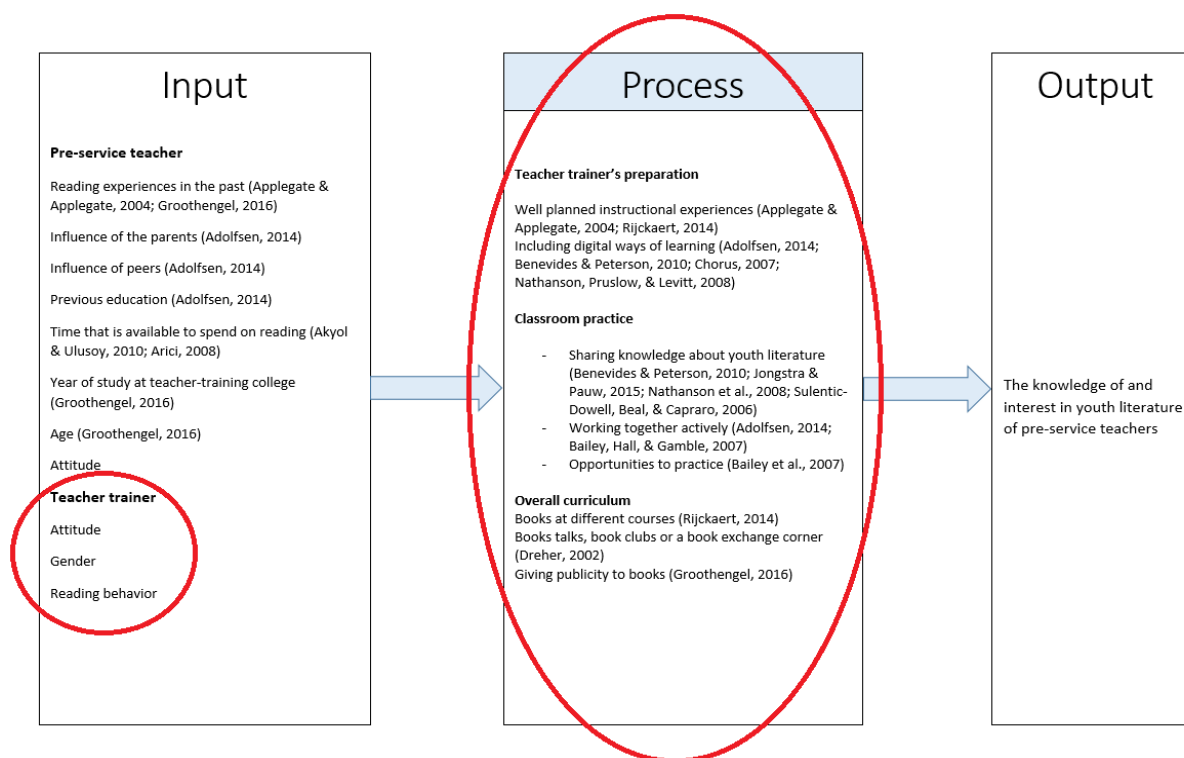 Input
Pre-service teacher
Reading experiences in the past (Applegate &
Applegate, 2004; Groothengel, 2016)
Influence of the parents (Adolfsen, 2014)
Influence of peers (Adolfsen, 2014)
Previous education (Adolfsen, 2014)
Time that is available to spend on reading (Akyol
& Ulusoy, 2010; Arici, 2008)
Year of study at teacher-training college
(Groothengel, 2016)
Age (Groothengel, 2016)
Attitude
Teacher trainer
Attitude
Gender
Reading behavior
Process
Teacher trainer's preparation
Well planned instructional experiences (Applegate &
Applegate, 2004; Rijckaert, 2014)
Including digital ways of learning (Adolfsen, 2014;
Benevides & Peterson, 2010; Chorus, 2007;
Nathanson, Pruslow, & Levitt, 2008)
Classroom practice
- Sharing knowledge about youth literature
(Benevides & Peterson, 2010; Jongstra &
Pauw, 2015; Nathanson et al., 2008; Sulentic-
Dowell, Beal, & Capraro, 2006)
- Working together actively (Adolfsen, 2014;
Bailey, Hall, & Gamble, 2007)
- Opportunities to practice (Bailey et al., 2007)
Overall curriculum
Books at different courses (Rijckaert, 2014)
Books talks, book clubs or a book exchange corner
(Dreher, 2002)
Giving publicity to books (Groothengel, 2016)
Output
The knowledge of and
interest in youth literature
of pre-service teachers